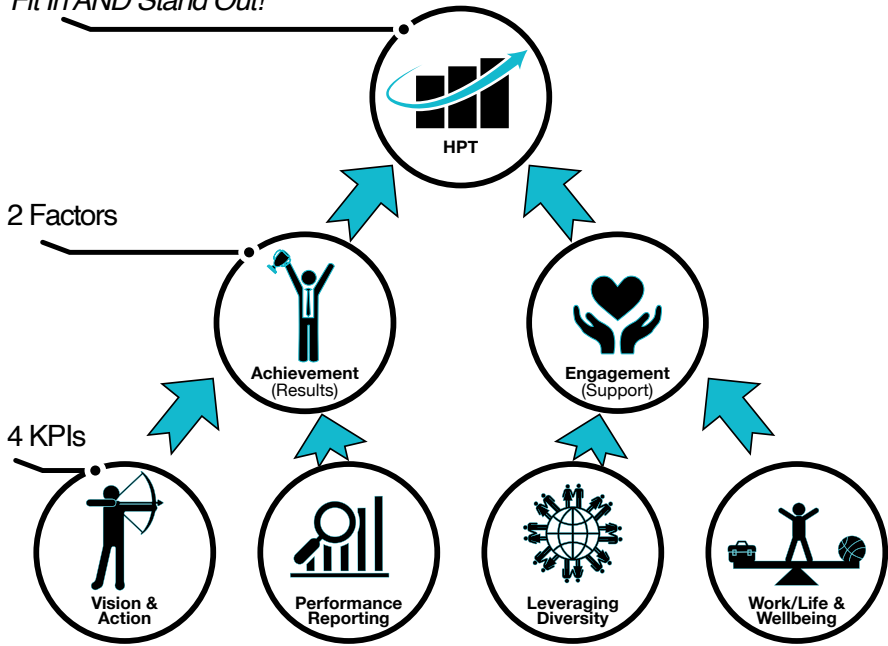 Fit In AND Stand Out!
HPT
2 Factors
Achievement
(Results)
Engagement
(Support)
4 KPIs
Vision &
Action
Performance
Reporting
Leveraging
Diversity
Work/Life &
Wellbeing